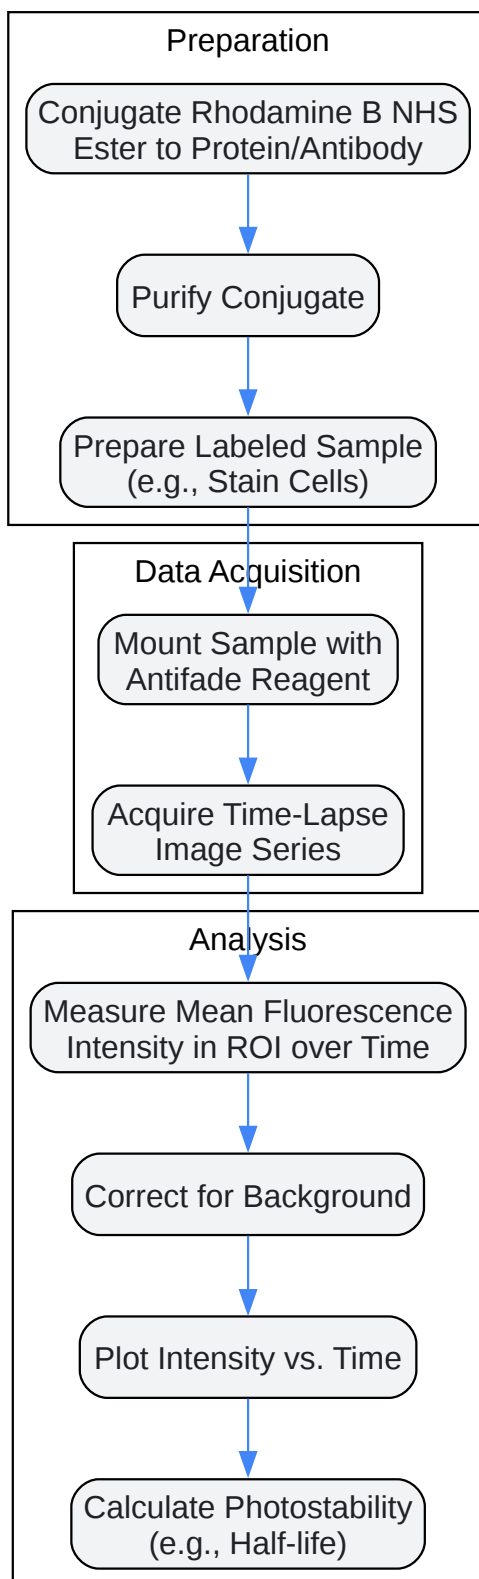 Preparation
Conjugate Rhodamine B NHS
Ester to Protein/Antibody
Purify Conjugate
Prepare Labeled Sample
(e.g., Stain Cells)
Data Acquisition
Mount Sample with
Antifade Reagent
Acquire Time-Lapse
Image Series
Analysis
Measure Mean Fluorescence
Intensity in ROI over Time
Correct for Background
Plot Intensity vs. Time
Calculate Photostability
(e.g., Half-life)